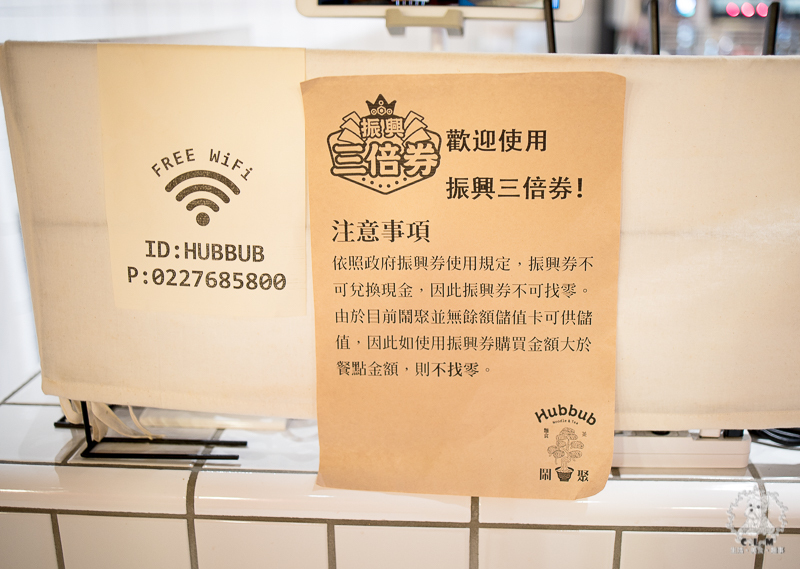 FREE WiFi
ID:HUBBUB
P:0227685800
振興
三倍券
歡迎使用
振興三倍券!
注意事項
依照政府振興券使用規定，振興券不
可兌換現金，因此振興券不可找零。
由於目前鬧聚並無餘額儲值卡可供儲
值，因此如使用振興券購買金額大於
餐點金額，則不找零。
Hubbub
Noodle & Tea
鬧聚
C.L.M